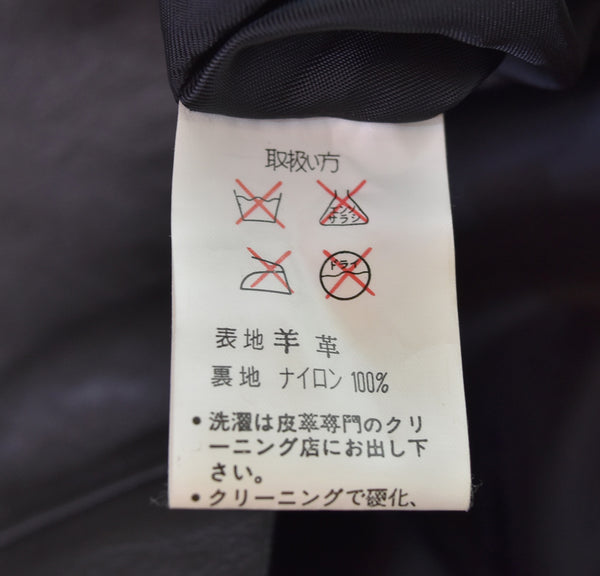 取扱い方
エンソ
サラシ
ドライ
表地 羊 革
裏地 ナイロン 100%
●洗濯は皮革専門のクリ
ーニング店にお出し下
さい。
●クリーニングで硬化、